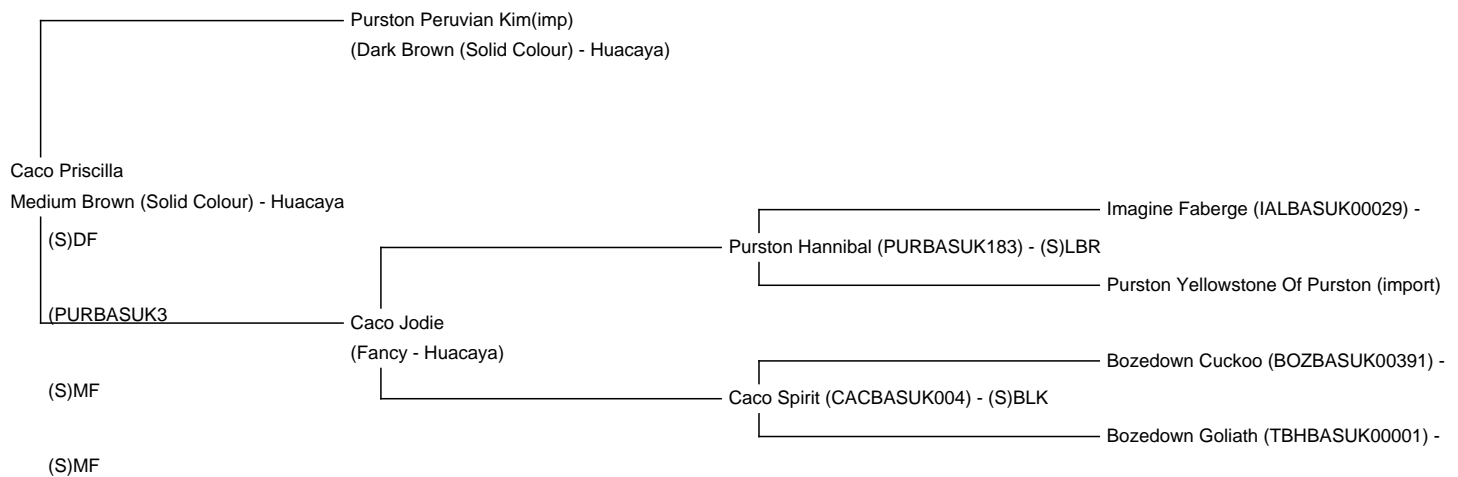 Purston Peruvian Kim(imp)
(Dark Brown (Solid Colour) - Huacaya)
Caco Priscilla
Medium Brown (Solid Colour) - Huacaya
Imagine Faberge (IALBASUK00029) -
(S)DF
Purston Hannibal (PURBASUK183) - (S)LBR
Purston Yellowstone Of Purston (import)
(PURBASUK3
Caco Jodie
(Fancy - Huacaya)
Bozedown Cuckoo (BOZBASUK00391) -
(S)MF
Caco Spirit (CACBASUK004) - (S)BLK
Bozedown Goliath (TBHBASUK00001) -
(S)MF